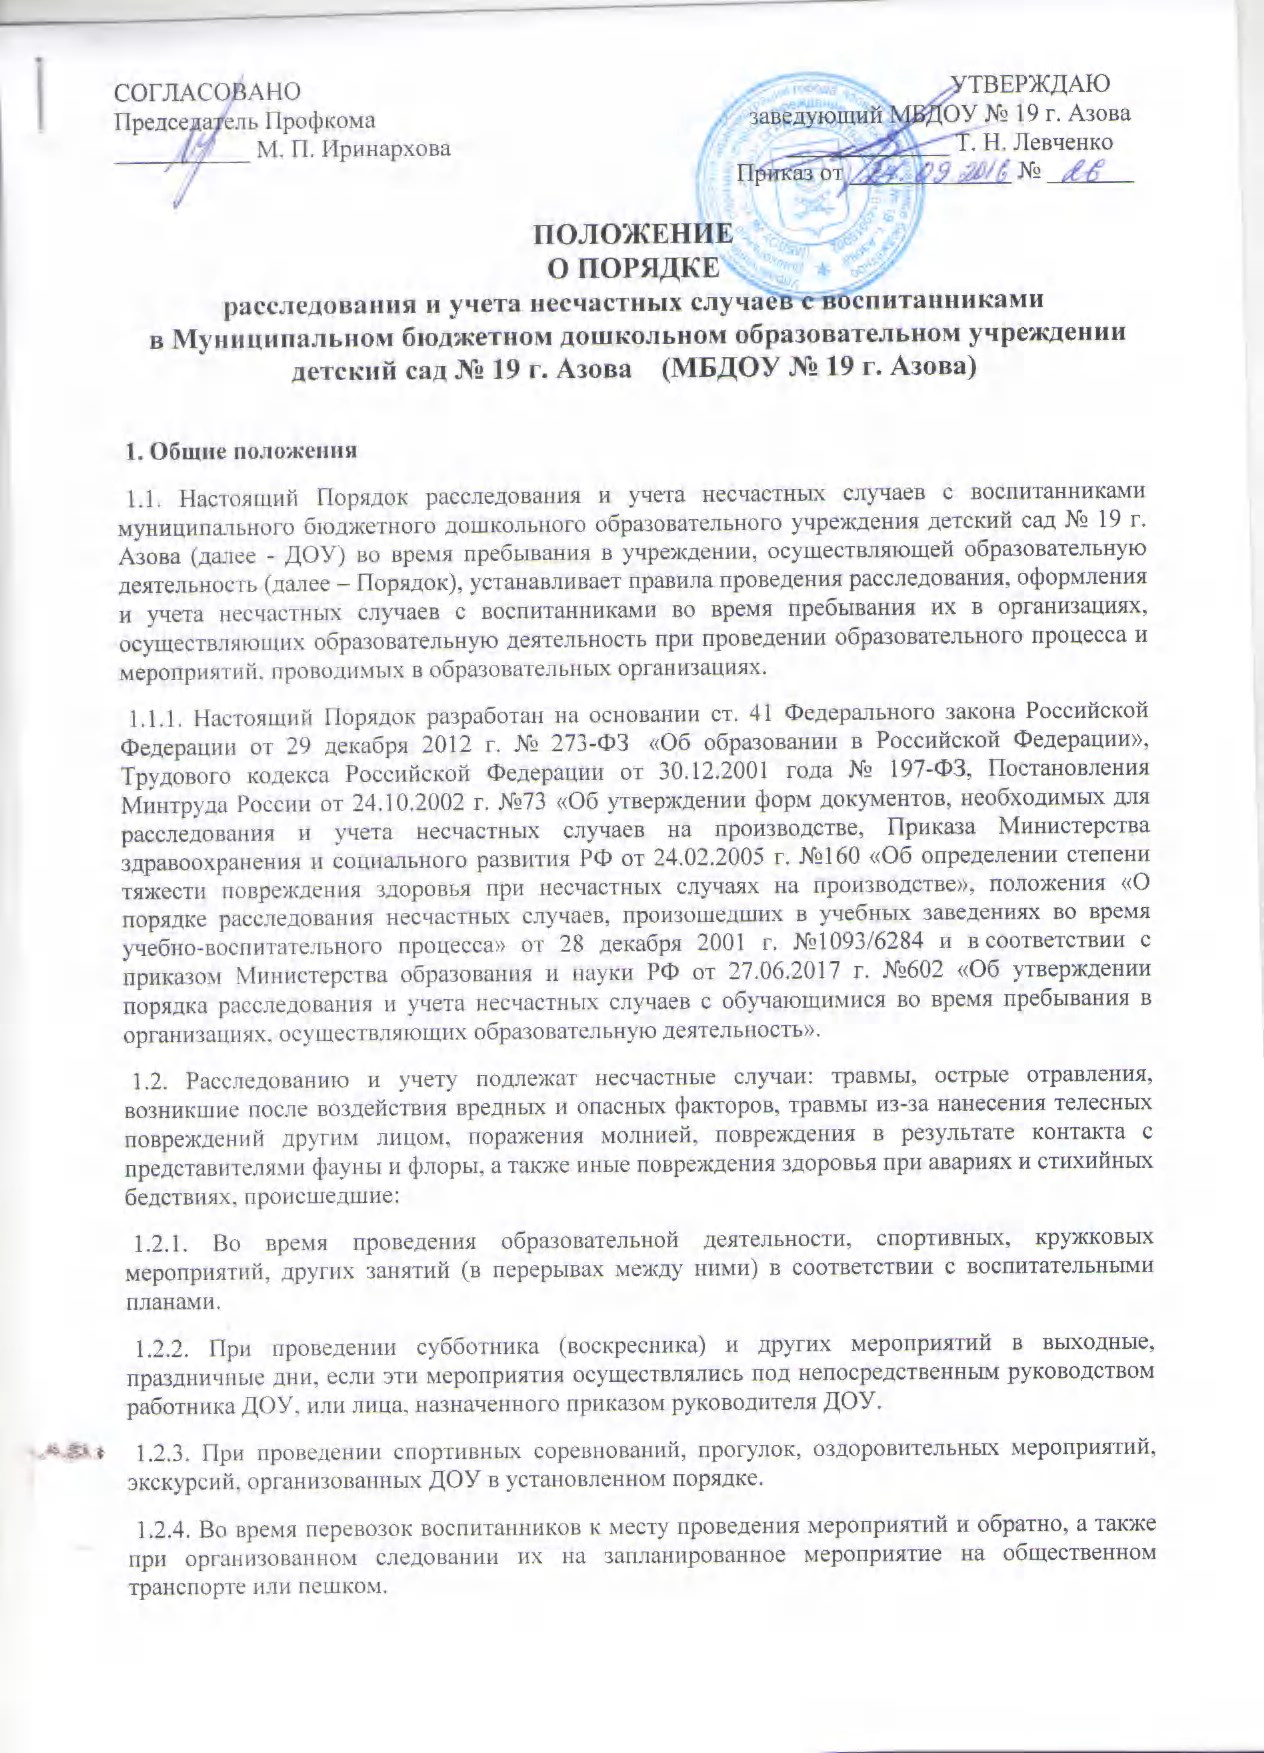 СОГЛАСОВАНО
Председатель Профкома
___________ М. П. Иринархова
УТВЕРЖДАЮ
заведующий МБДОУ № 19 г. Азова
_____________ Т. Н. Левченко
Приказ от 09 2016 № 26
ПОЛОЖЕНИЕ
О ПОРЯДКЕ
расследования и учета несчастных случаев с воспитанниками
в Муниципальном бюджетном дошкольном образовательном учреждении
детский сад № 19 г. Азова (МБДОУ № 19 г. Азова)
1. Общие положения
1.1. Настоящий Порядок расследования и учета несчастных случаев с воспитанниками
муниципального бюджетного дошкольного образовательного учреждения детский сад № 19 г.
Азова (далее - ДОУ) во время пребывания в учреждении, осуществляющей образовательную
деятельность (далее – Порядок), устанавливает правила проведения расследования, оформления
и учета несчастных случаев с воспитанниками во время пребывания их в организациях,
осуществляющих образовательную деятельность при проведении образовательного процесса и
мероприятий, проводимых в образовательных организациях.
1.1.1. Настоящий Порядок разработан на основании ст. 41 Федерального закона Российской
Федерации от 29 декабря 2012 г. № 273-ФЗ «Об образовании в Российской Федерации»,
Трудового кодекса Российской Федерации от 30.12.2001 года № 197-ФЗ, Постановления
Минтруда России от 24.10.2002 г. №73 «Об утверждении форм документов, необходимых для
расследования и учета несчастных случаев на производстве, Приказа Министерства
здравоохранения и социального развития РФ от 24.02.2005 г. №160 «Об определении степени
тяжести повреждения здоровья при несчастных случаях на производстве», положения «О
порядке расследования несчастных случаев, произошедших в учебных заведениях во время
учебно-воспитательного процесса» от 28 декабря 2001 г. №1093/6284 и в соответствии с
приказом Министерства образования и науки РФ от 27.06.2017 г. №602 «Об утверждении
порядка расследования и учета несчастных случаев с обучающимися во время пребывания в
организациях, осуществляющих образовательную деятельность».
1.2. Расследованию и учету подлежат несчастные случаи: травмы, острые отравления,
возникшие после воздействия вредных и опасных факторов, травмы из-за нанесения телесных
повреждений другим лицом, поражения молнией, повреждения в результате контакта с
представителями фауны и флоры, а также иные повреждения здоровья при авариях и стихийных
бедствиях, происшедшие:
1.2.1. Во время проведения образовательной деятельности, спортивных, кружковых
мероприятий, других занятий (в перерывах между ними) в соответствии с воспитательными
планами.
1.2.2. При проведении субботника (воскресника) и других мероприятий в выходные,
праздничные дни, если эти мероприятия осуществлялись под непосредственным руководством
работника ДОУ, или лица, назначенного приказом руководителя ДОУ.
1.2.3. При проведении спортивных соревнований, прогулок, оздоровительных мероприятий,
экскурсий, организованных ДОУ в установленном порядке.
1.2.4. Во время перевозок воспитанников к месту проведения мероприятий и обратно, а также
при организованном следовании их на запланированное мероприятие на общественном
транспорте или пешком.